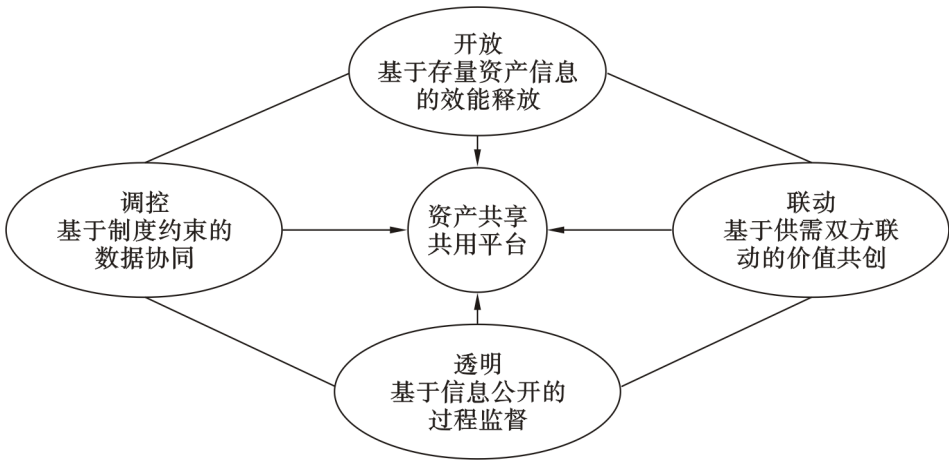 开放
基于存量资产信息
的效能释放
调控
基于制度约束的
数据协同
资产共享
共用平台
联动
基于供需双方联
动的价值共创
透明
基于信息公开的
过程监督